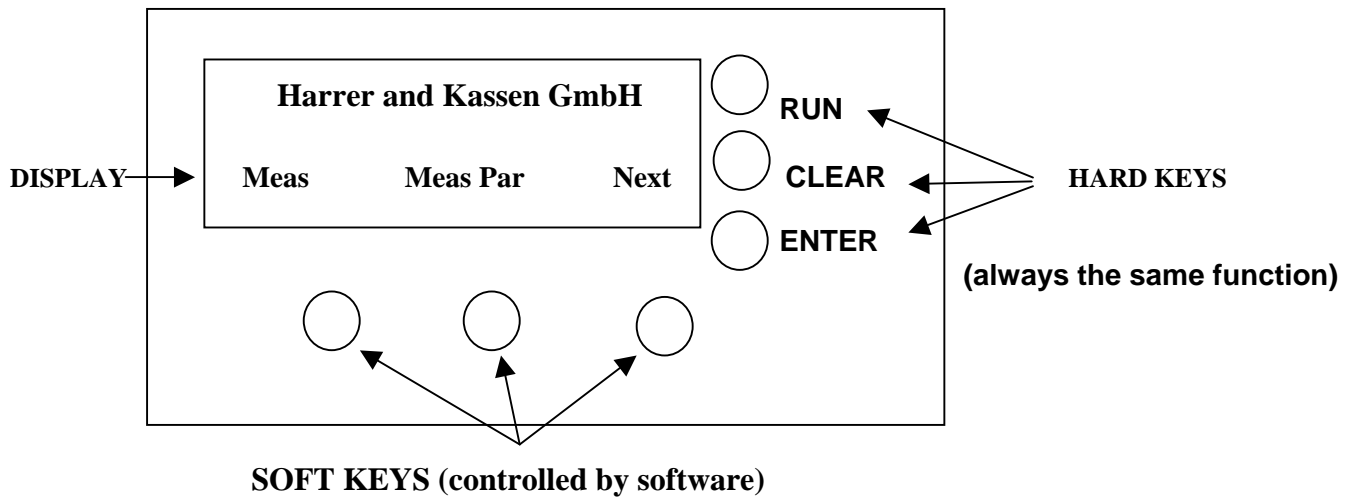 Harrer and Kassen GmbH
RUN
DISPLAY
Meas Meas Par Next
CLEAR
HARD KEYS
ENTER
(always the same function)
SOFT KEYS (controlled by software)